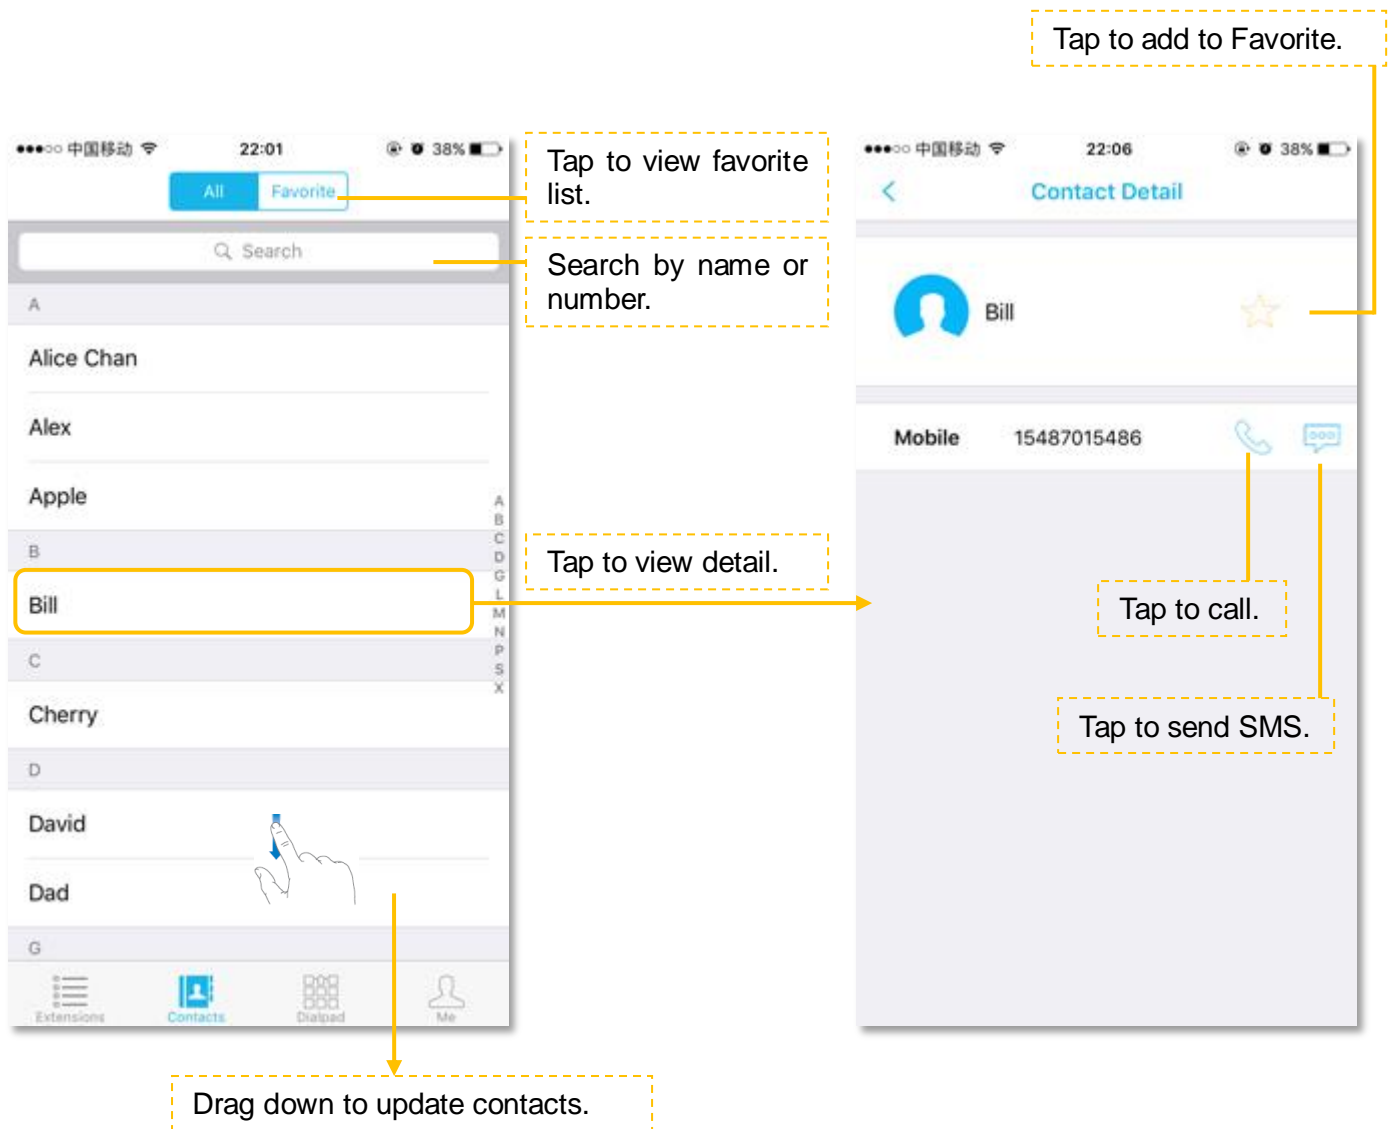 Tap to add to Favorite.
中国移动 22:01 38%
All Favorite
Tap to view favorite
list.
Search
Search by name or
number.
A
Alice Chan
Alex
Apple
B
Bill
C
Cherry
D
David
Dad
G
A
B
C
D
G
L
M
N
P
S
X
Extensions Contacts Dialpad Me
Tap to view detail.
Drag down to update contacts.
中国移动 22:06 38%
Contact Detail
Bill
Mobile 15487015486
Tap to call.
Tap to send SMS.